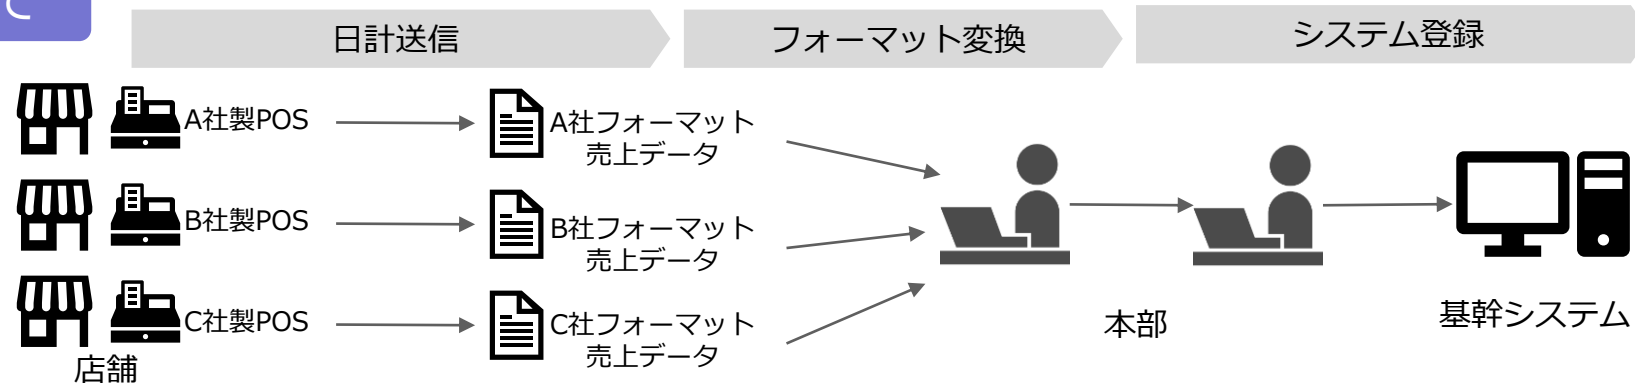 日計送信
フォーマット変換
システム登録
A社製POS
A社フォーマット
売上データ
B社製POS
B社フォーマット
売上データ
C社製POS
C社フォーマット
売上データ
店舗
本部
基幹システム